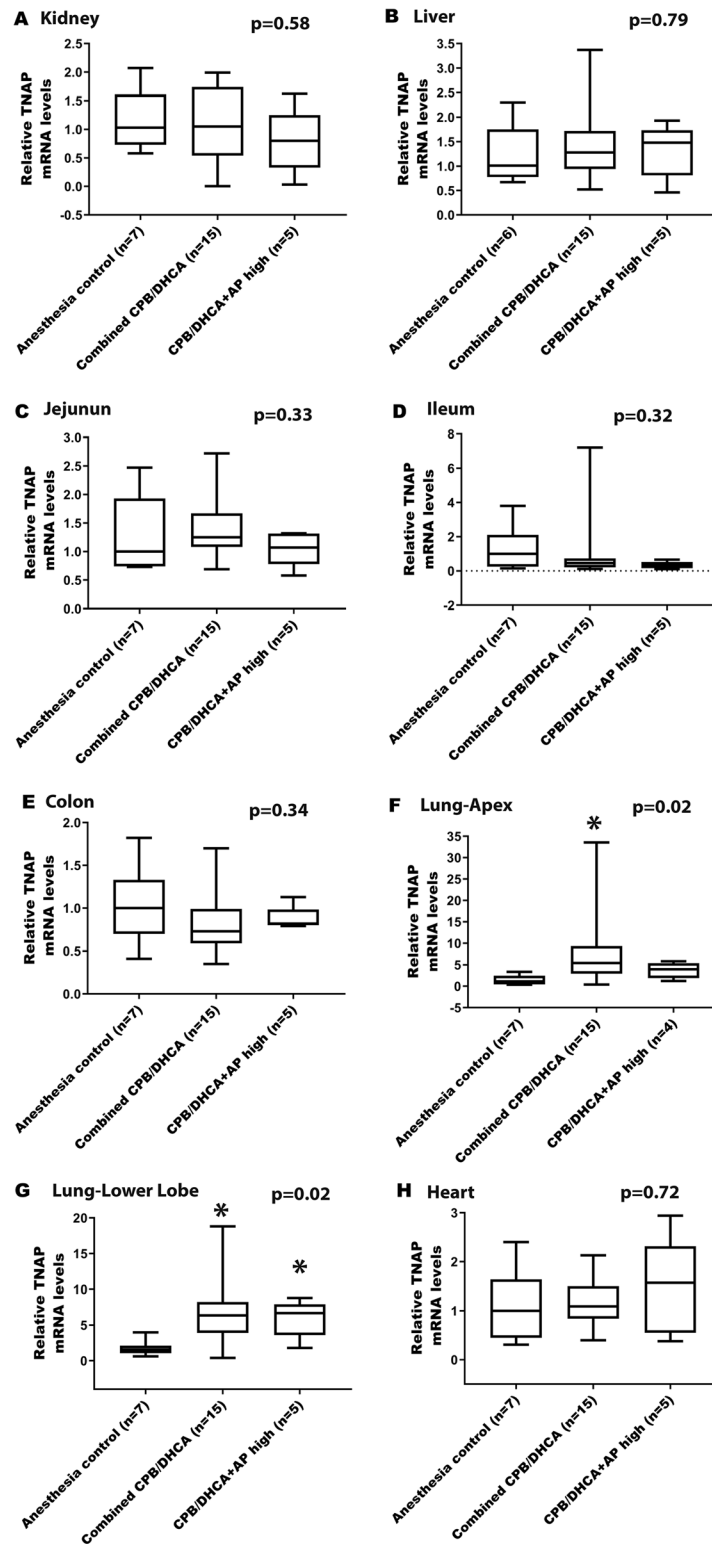 A Kidney
p=0.58
Relative TNAP
mRNA levels
2.5
2.0
1.5
1.0
0.5
0.0
-0.5
Anesthesia control (n=7)
Combined CPB/DHCA (n=15)
CPB/DHCA+AP high (n=5)
B Liver
p=0.79
Relative TNAP
mRNA levels
3.5
3.0
2.5
2.0
1.5
1.0
0.5
0.0
Anesthesia control (n=6)
Combined CPB/DHCA (n=15)
CPB/DHCA+AP high (n=5)
C Jejunun
p=0.33
Relative TNAP
mRNA levels
3.0
2.5
2.0
1.5
1.0
0.5
0.0
Anesthesia control (n=7)
Combined CPB/DHCA (n=15)
CPB/DHCA+AP high (n=5)
D Ileum
p=0.32
Relative TNAP
mRNA levels
8
6
4
2
0
-2
Anesthesia control (n=7)
Combined CPB/DHCA (n=15)
CPB/DHCA+AP high (n=5)
E Colon
p=0.34
Relative TNAP
mRNA levels
2.0
1.5
1.0
0.5
0.0
Anesthesia control (n=7)
Combined CPB/DHCA (n=15)
CPB/DHCA+AP high (n=5)
F Lung-Apex
p=0.02
*
Relative TNAP
mRNA levels
35
30
25
20
15
10
5
0
-5
Anesthesia control (n=7)
Combined CPB/DHCA (n=15)
CPB/DHCA+AP high (n=4)
G Lung-Lower Lobe
p=0.02
*
*
Relative TNAP
mRNA levels
20
15
10
5
0
Anesthesia control (n=7)
Combined CPB/DHCA (n=15)
CPB/DHCA+AP high (n=5)
H Heart
p=0.72
Relative TNAP
mRNA levels
3
2
1
0
Anesthesia control (n=7)
Combined CPB/DHCA (n=15)
CPB/DHCA+AP high (n=5)